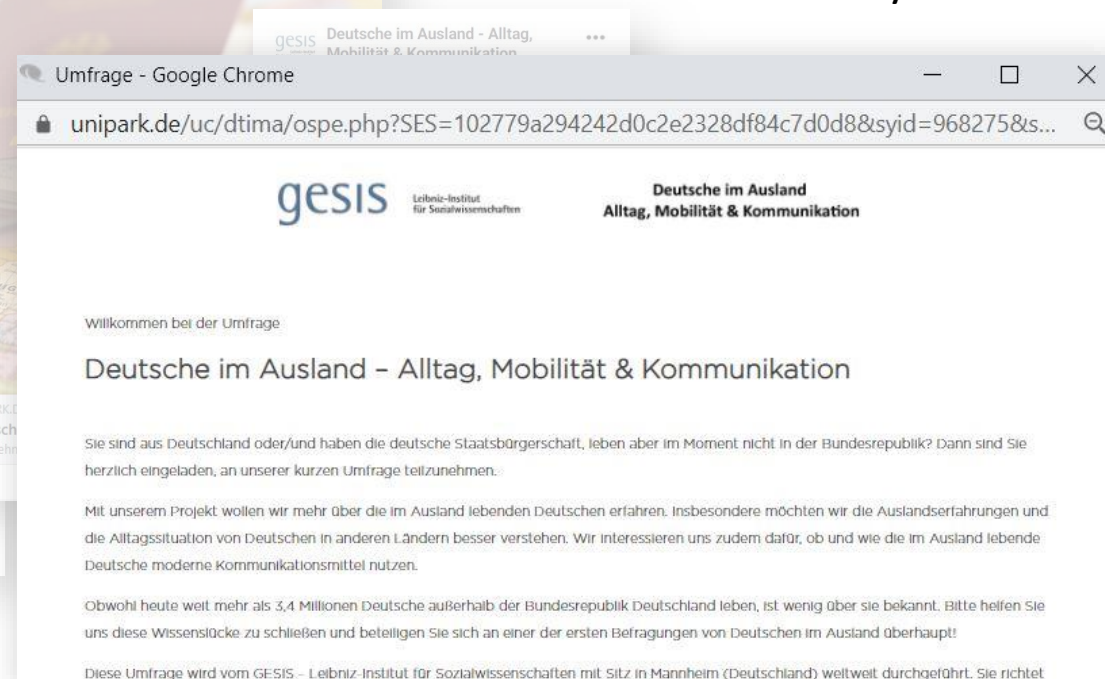 gesis Deutsche im Ausland - Alltag,
Mobilität & Kommunikation
Umfrage - Google Chrome
unipark.de/uc/dtima/ospe.php?SES=102779a294242d0c2e2328df84c7d0d8&syid=968275&s...
gesis Leibniz-Institut
für Sozialwissenschaften
Deutsche im Ausland
Alltag, Mobilität & Kommunikation
Willkommen bei der Umfrage
Deutsche im Ausland – Alltag, Mobilität & Kommunikation
Sie sind aus Deutschland oder/und haben die deutsche Staatsbürgerschaft, leben aber im Moment nicht in der Bundesrepublik? Dann sind Sie
herzlich eingeladen, an unserer kurzen Umfrage teilzunehmen.
Mit unserem Projekt wollen wir mehr über die im Ausland lebenden Deutschen erfahren. Insbesondere möchten wir die Auslandserfahrungen und
die Alltagssituation von Deutschen in anderen Ländern besser verstehen. Wir interessieren uns zudem dafür, ob und wie die im Ausland lebende
Deutsche moderne Kommunikationsmittel nutzen.
Obwohl heute weit mehr als 3,4 Millionen Deutsche außerhalb der Bundesrepublik Deutschland leben, ist wenig über sie bekannt. Bitte helfen Sie
uns diese Wissenslücke zu schließen und beteiligen Sie sich an einer der ersten Befragungen von Deutschen im Ausland überhaupt!
Diese Umfrage wird vom GESIS – Leibniz-Institut für Sozialwissenschaften mit Sitz in Mannheim (Deutschland) weltweit durchgeführt. Sie richtet